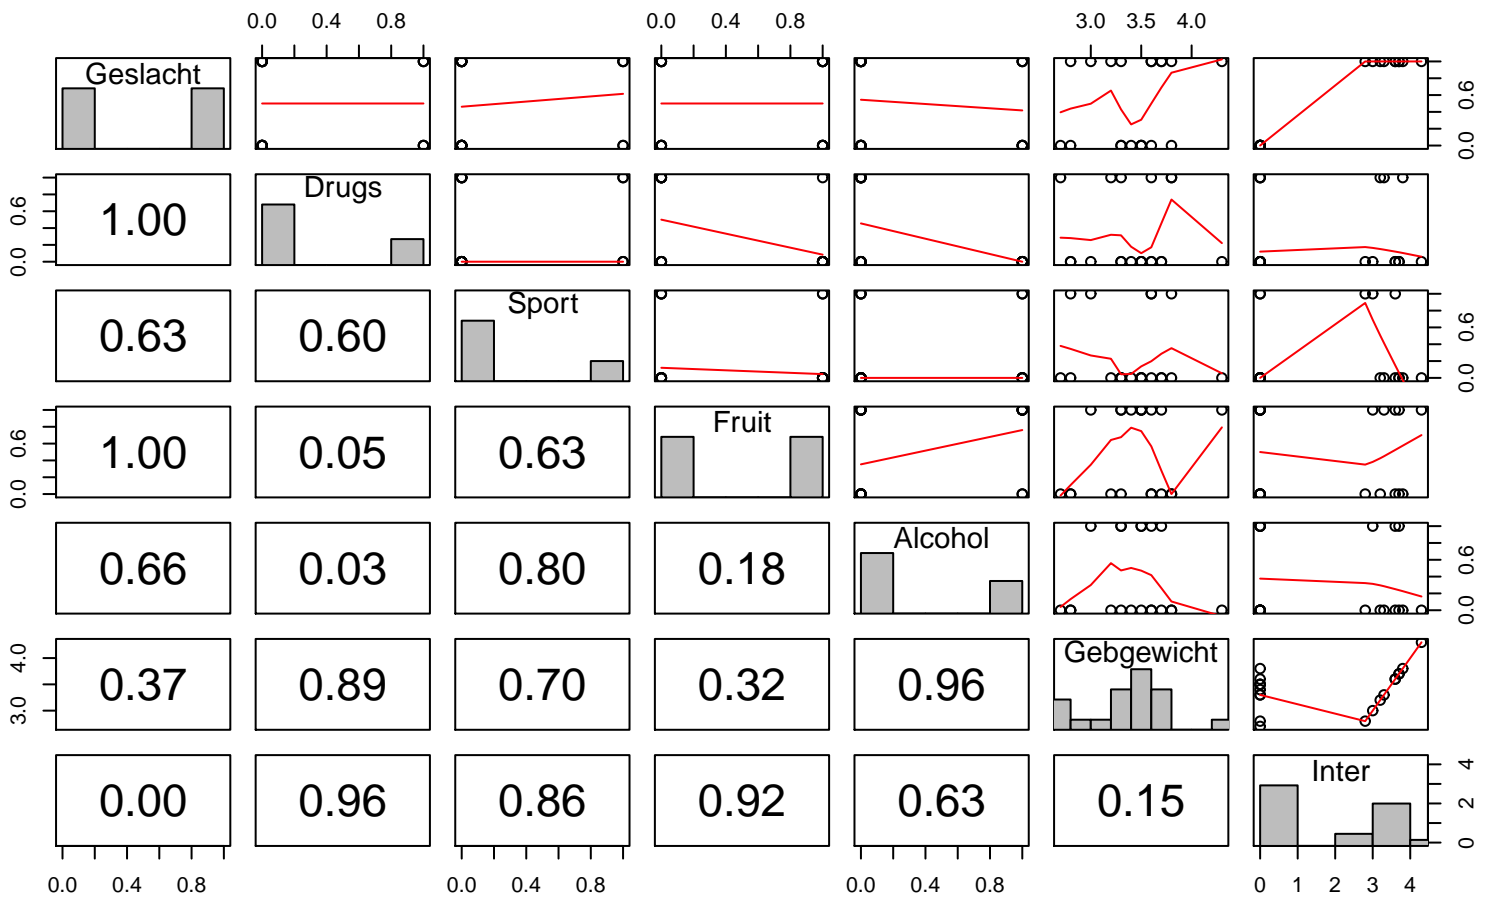 0.0 0.4 0.8 0.0 0.4 0.8 3.0 3.5 4.0
Geslacht 0.0 0.6
0.0 0.6 1.00 Drugs
0.63 0.60 Sport 0.0 0.6
0.0 0.6 1.00 0.05 0.63 Fruit
0.66 0.03 0.80 0.18 Alcohol 0.0 0.6
3.0 4.0 0.37 0.89 0.70 0.32 0.96 Gebgewicht
0.00 0.96 0.86 0.92 0.63 0.15 Inter 0 2 4
0.0 0.4 0.8 0.0 0.4 0.8 0.0 0.4 0.8 0 1 2 3 4